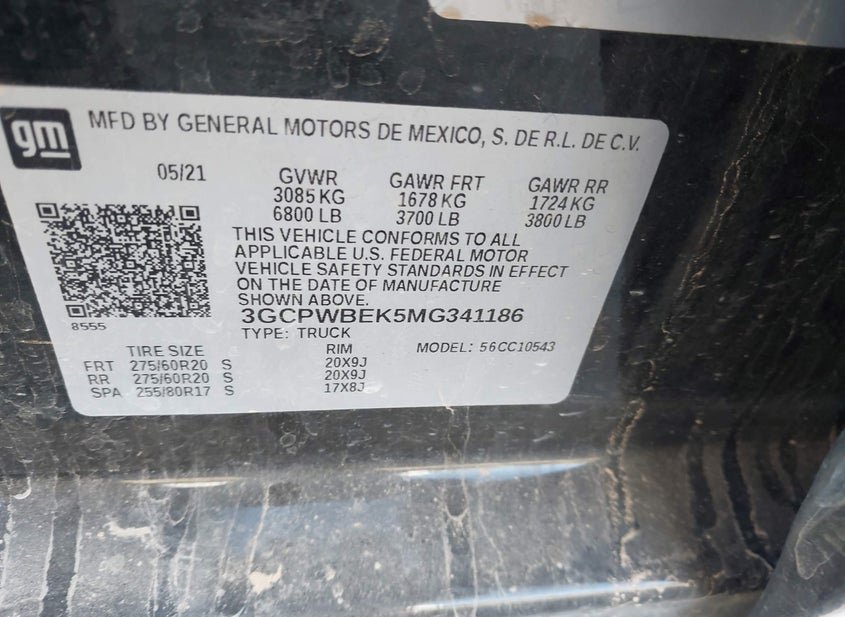 gm
MFD BY GENERAL MOTORS DE MEXICO, S. DE R.L. DE C.V.
05/21 GVWR GAWR FRT GAWR RR
3085 KG 1678 KG 1724 KG
6800 LB 3700 LB 3800 LB
THIS VEHICLE CONFORMS TO ALL
APPLICABLE U.S. FEDERAL MOTOR
VEHICLE SAFETY STANDARDS IN EFFECT
ON THE DATE OF MANUFACTURE
SHOWN ABOVE.
8555
3GCPWBEK5MG341186
TYPE: TRUCK
TIRE SIZE RIM MODEL: 56CC10543
FRT 275/60R20 S 20X9J
RR 275/60R20 S 20X9J
SPA 255/80R17 S 17X8J